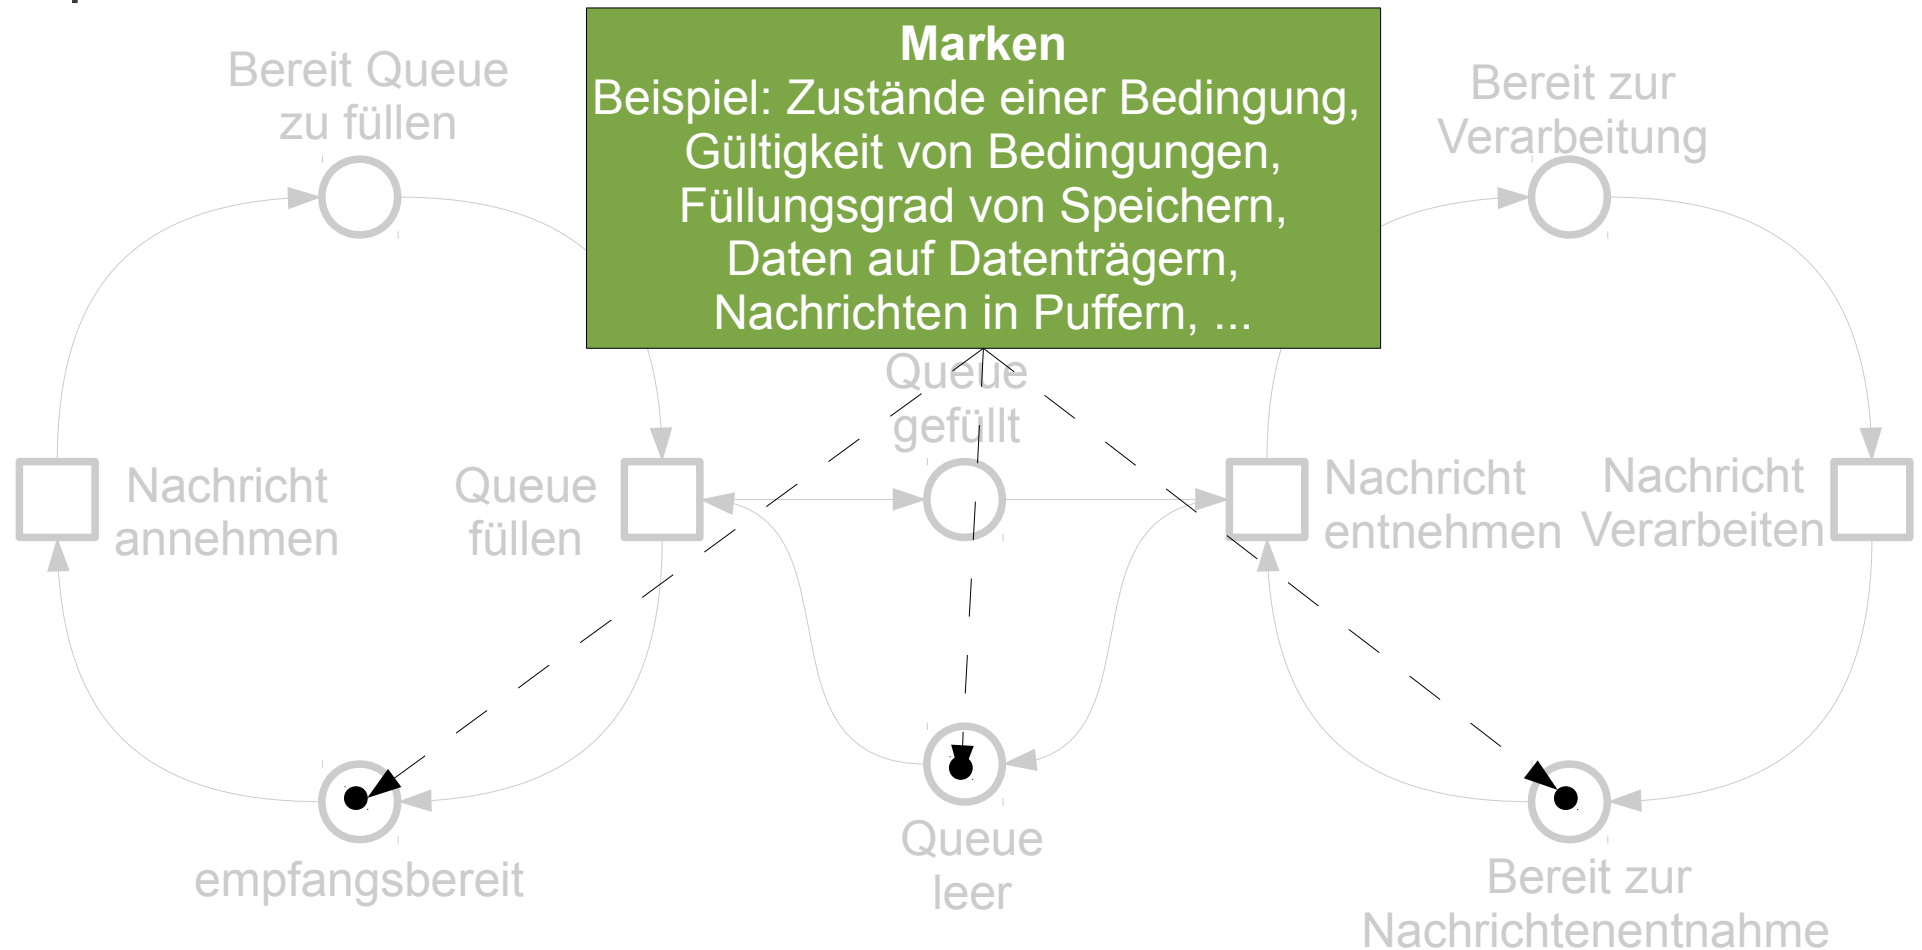 Marken
Beispiel: Zustände einer Bedingung,
Gültigkeit von Bedingungen,
Füllungsgrad von Speichern,
Daten auf Datenträgern,
Nachrichten in Puffern, ...
Bereit Queue
zu füllen
Bereit zur
Verarbeitung
Queue
gefüllt
Nachricht
annehmen
Queue
füllen
Nachricht
entnehmen
Nachricht
Verarbeiten
empfangsbereit
Queue
leer
Bereit zur
Nachrichtenentnahme